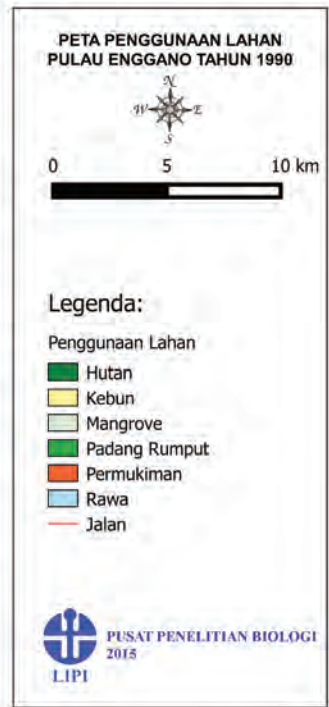 PETA PENGGUNAAN LAHAN
PULAU ENGGANO TAHUN 1990
N
W E
S
0 5 10 km
Legenda:
Penggunaan Lahan
Hutan
Kebun
Mangrove
Padang Rumput
Permukiman
Rawa
Jalan
PUSAT PENELITIAN BIOLOGI
2015
LIPI